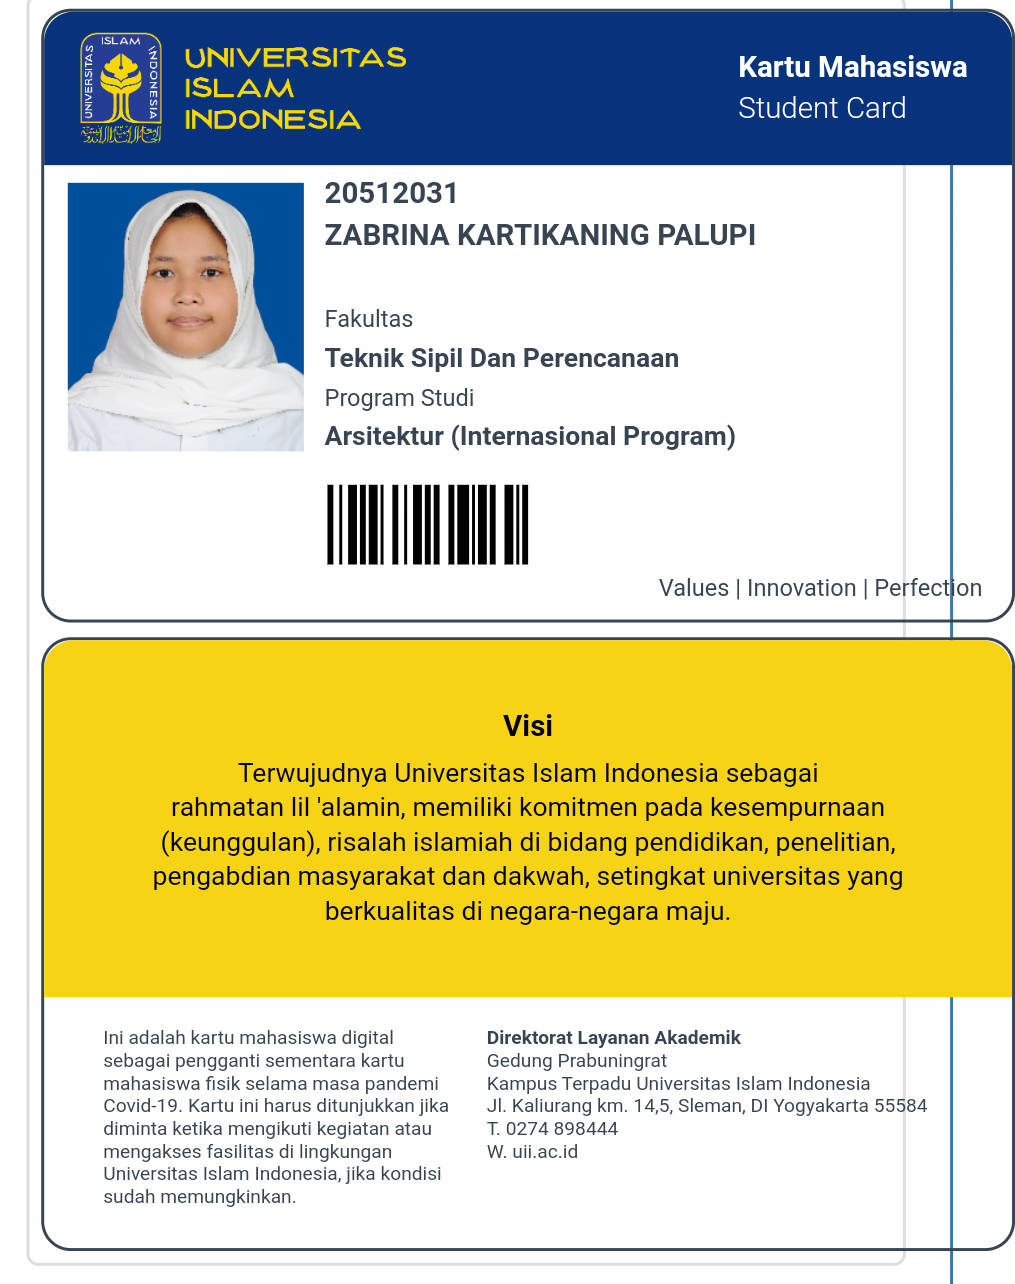 UNIVERSITAS ISLAM INDONESIA
UNIVERSITAS
ISLAM
INDONESIA
Kartu Mahasiswa
Student Card
20512031
ZABRINA KARTIKANING PALUPI
Fakultas
Teknik Sipil Dan Perencanaan
Program Studi
Arsitektur (Internasional Program)
Values | Innovation | Perfection
Visi
Terwujudnya Universitas Islam Indonesia sebagai
rahmatan lil 'alamin, memiliki komitmen pada kesempurnaan
(keunggulan), risalah islamiah di bidang pendidikan, penelitian,
pengabdian masyarakat dan dakwah, setingkat universitas yang
berkualitas di negara-negara maju.
Ini adalah kartu mahasiswa digital
sebagai pengganti sementara kartu
mahasiswa fisik selama masa pandemi
Covid-19. Kartu ini harus ditunjukkan jika
diminta ketika mengikuti kegiatan atau
mengakses fasilitas di lingkungan
Universitas Islam Indonesia, jika kondisi
sudah memungkinkan.
Direktorat Layanan Akademik
Gedung Prabuningrat
Kampus Terpadu Universitas Islam Indonesia
Jl. Kaliurang km. 14,5, Sleman, DI Yogyakarta 55584
T. 0274 898444
W. uii.ac.id